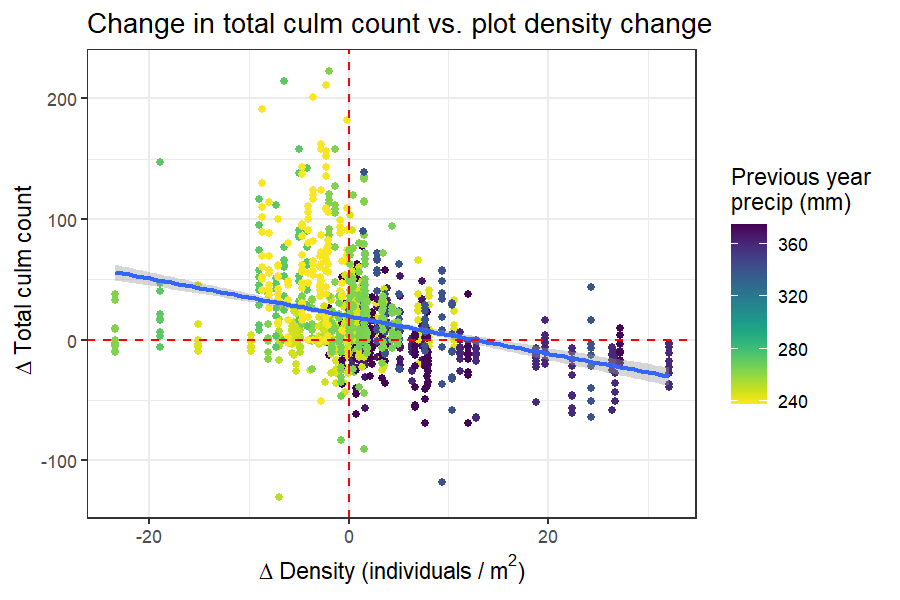 Change in total culm count vs. plot density change
Δ Total culm count
200
100
0
-100
-20
0
20
Δ Density (individuals / m²)
Previous year
precip (mm)
360
320
280
240